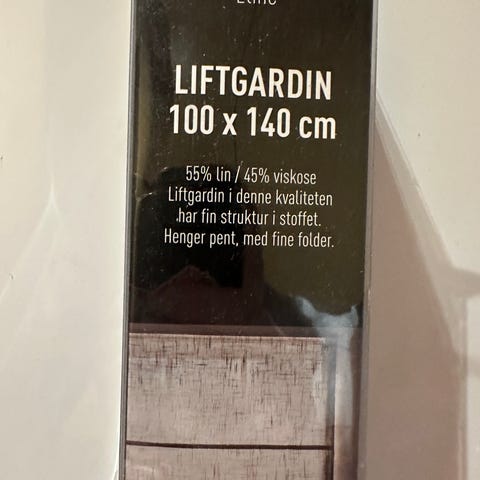 LIFTGARDIN
100 x 140 cm
55% lin / 45% viskose
Liftgardin i denne kvaliteten
har fin struktur i stoffet.
Henger pent, med fine folder.